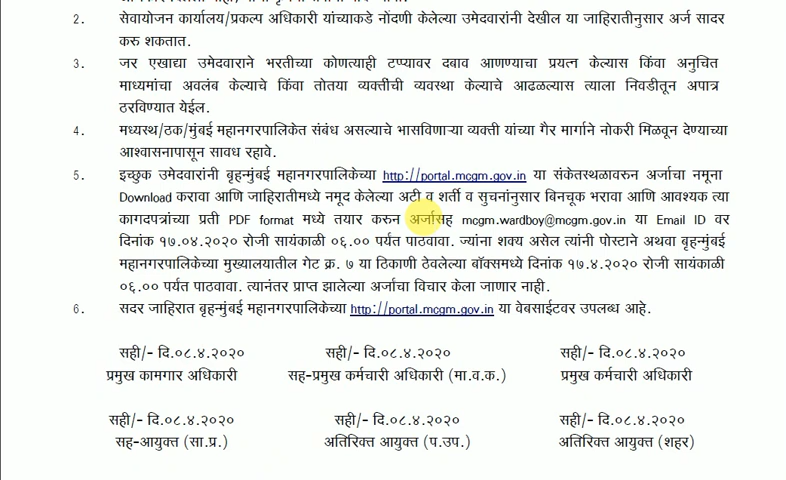 2. सेवायोजन कार्यालय/प्रकल्प अधिकारी यांच्याकडे नोंदणी केलेल्या उमेदवारांनी देखील या जाहिरातीनुसार अर्ज सादर
करु शकतात.
3. जर एखाद्या उमेदवाराने भरतीच्या कोणत्याही टप्प्यावर दबाव आणण्याचा प्रयत्न केल्यास किंवा अनुचित
माध्यमांचा अवलंब केल्याचे किंवा तोतया व्यक्तींची व्यवस्था केल्याचे आढळल्यास त्याला निवडीतून अपात्र
ठरविण्यात येईल.
4. मध्यस्थ/ठक/मुंबई महानगरपालिकेत संबंध असल्याचे भासविणाऱ्या व्यक्ती यांच्या गैर मार्गाने नोकरी मिळवून देण्याच्या
आश्वासनापासून सावध रहावे.
5. इच्छुक उमेदवारांनी बृहन्मुंबई महानगरपालिकेच्या http://portal.mcgm.gov.in या संकेतस्थळावरुन अर्जाचा नमूना
Download करावा आणि जाहिरातीमध्ये नमूद केलेल्या अटी व शर्ती व सुचनांनुसार बिनचूक भरावा आणि आवश्यक त्या
कागदपत्रांच्या प्रती PDF format मध्ये तयार करुन अर्जासह mcgm.wardboy@mcgm.gov.in या Email ID वर
दिनांक १७.०४.२०२० रोजी सायंकाळी ०६.०० पर्यत पाठवावा. ज्यांना शक्य असेल त्यांनी पोस्टाने अथवा बृहन्मुंबई
महानगरपालिकेच्या मुख्यालयातील गेट क्र. ७ या ठिकाणी ठेवलेल्या बॉक्समध्ये दिनांक १७.४.२०२० रोजी सायंकाळी
०६.०० पर्यत पाठवावा. त्यानंतर प्राप्त झालेल्या अर्जाचा विचार केला जाणार नाही.
6. सदर जाहिरात बृहन्मुंबई महानगरपालिकेच्या http://portal.mcgm.gov.in या वेबसाईटवर उपलब्ध आहे.
सही/- दि.०८.४.२०२० सही/- दि.०८.४.२०२० सही/- दि.०८.४.२०२०
प्रमुख कामगार अधिकारी सह-प्रमुख कर्मचारी अधिकारी (मा.व.क.) प्रमुख कर्मचारी अधिकारी
सही/- दि.०८.४.२०२० सही/- दि.०८.४.२०२० सही/- दि.०८.४.२०२०
सह-आयुक्त (सा.प्र.) अतिरिक्त आयुक्त (प.उप.) अतिरिक्त आयुक्त (शहर)